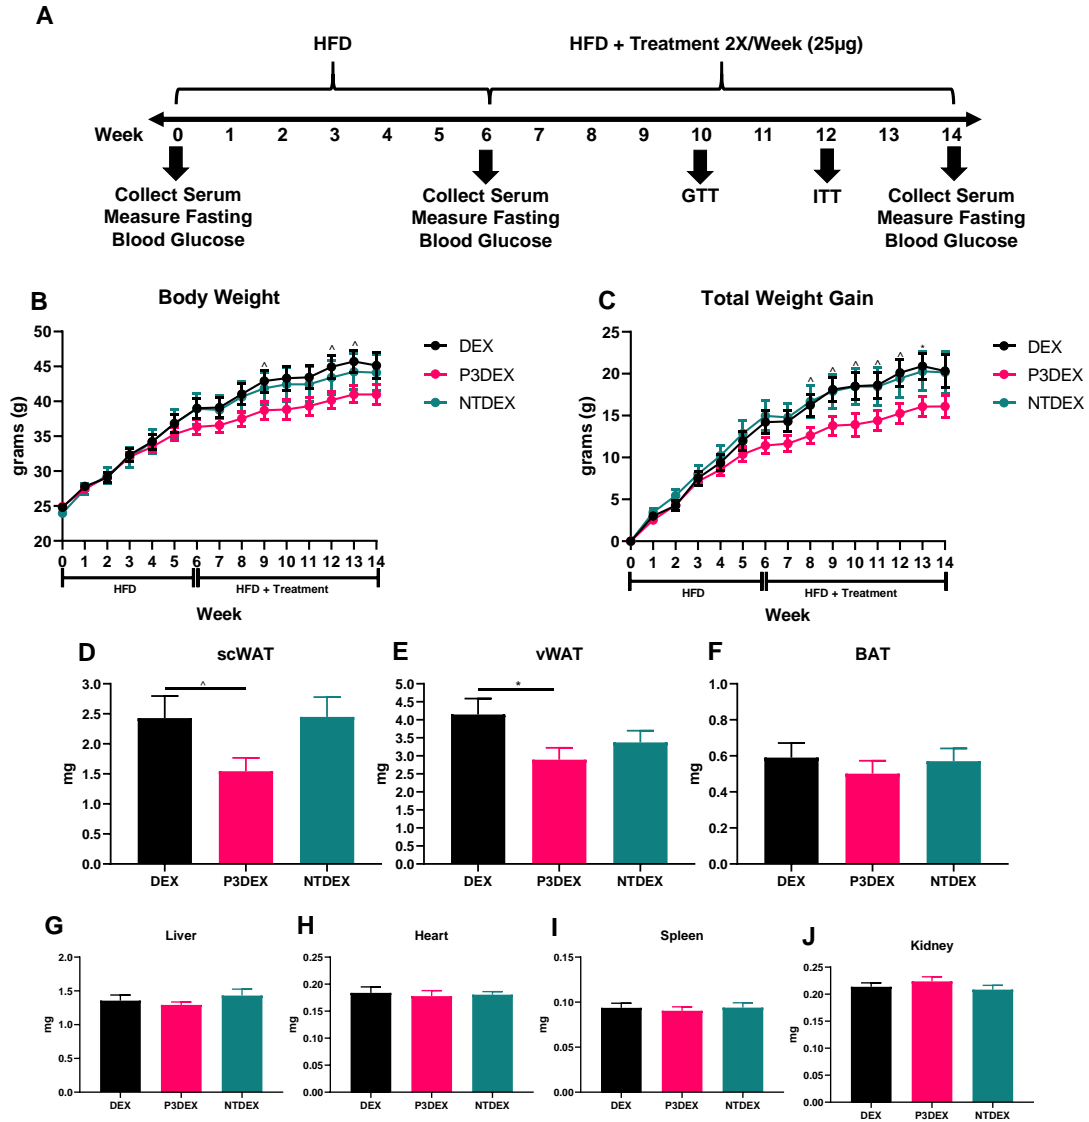 A
HFD
HFD + Treatment 2X/Week (25µg)
Week 0 1 2 3 4 5 6 7 8 9 10 11 12 13 14
Collect Serum
Measure Fasting
Blood Glucose
Collect Serum
Measure Fasting
Blood Glucose
GTT
ITT
Collect Serum
Measure Fasting
Blood Glucose
B
Body Weight
50
45
40
35
30
25
20
grams (g)
^ ^ ^
0 1 2 3 4 5 6 7 8 9 10 11 12 13 14
HFD
HFD + Treatment
Week
DEX
P3DEX
NTDEX
C
Total Weight Gain
25
20
15
10
5
0
grams (g)
^ ^ ^ ^ ^ *
0 1 2 3 4 5 6 7 8 9 10 11 12 13 14
HFD
HFD + Treatment
Week
DEX
P3DEX
NTDEX
D
scWAT
^
3.0
2.5
2.0
1.5
1.0
0.5
0.0
mg
DEX P3DEX NTDEX
E
vWAT
*
5.0
4.5
4.0
3.5
3.0
2.5
2.0
1.5
1.0
0.5
0.0
mg
DEX P3DEX NTDEX
F
BAT
1.0
0.8
0.6
0.4
0.2
0.0
mg
DEX P3DEX NTDEX
G
Liver
2.0
1.5
1.0
0.5
0.0
mg
DEX P3DEX NTDEX
H
Heart
0.25
0.20
0.15
0.10
0.05
0.00
mg
DEX P3DEX NTDEX
I
Spleen
0.15
0.10
0.05
0.00
mg
DEX P3DEX NTDEX
J
Kidney
0.25
0.20
0.15
0.10
0.05
0.00
mg
DEX P3DEX NTDEX